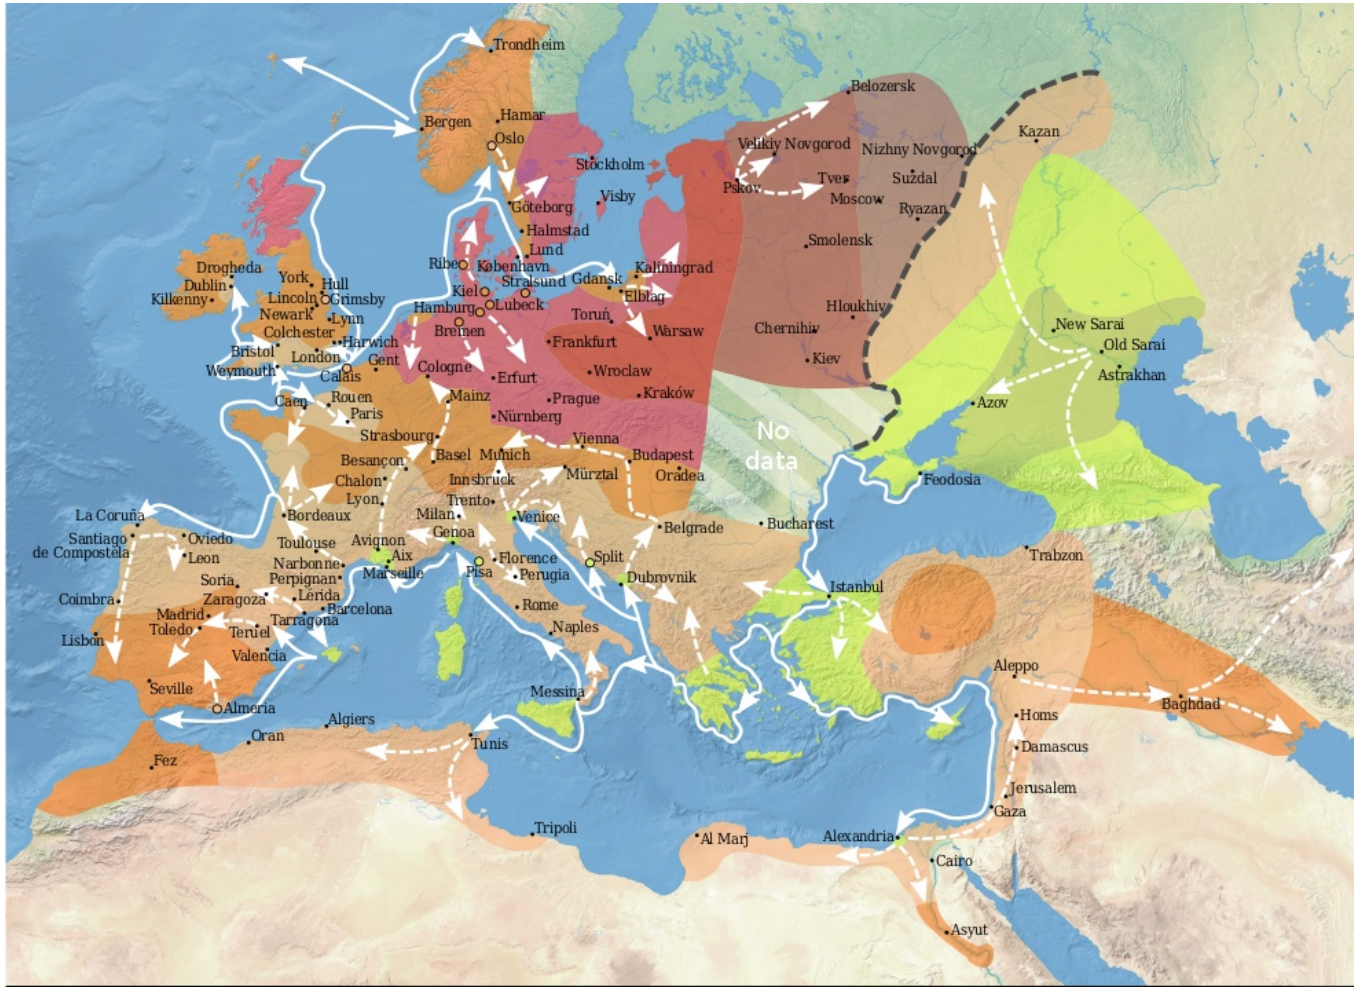 Trondheim
Belozersk
Hamar
Bergen
Oslo
Kazan
Velikiy Novgorod
Nizhny Novgorod
Stockholm
Pskov
Tver
Suzdal
Visby
Moscow
Göteborg
Ryazan
Halmstad
Smolensk
Lund
Ribe
København
Drogheda
Dublin
York
Hull
Kaliningrad
Gdansk
Stralsund
Kiel
Elblag
Kilkenny
Lincoln
Grimsby
Hamburg
Lubeck
Newark
Lynn
Toruń
Hloukhiv
Bremen
Warsaw
Chernihiv
New Sarai
Colchester
Harwich
Frankfurt
Bristol
London
Old Sarai
Kiev
Weymouth
Calais
Gent
Cologne
Erfurt
Wroclaw
Astrakhan
Caen
Rouen
Mainz
Prague
Kraków
Azov
Paris
Nürnberg
No
data
Strasbourg
Vienna
Besançon
Basel
Munich
Budapest
Chalon
Innsbruck
Mürztal
Oradea
Feodosia
Lyon
Trento
La Coruña
Bordeaux
Milan
Venice
Belgrade
Bucharest
Santiago
de Compostela
Oviedo
Leon
Toulouse
Avignon
Genoa
Aix
Narbonne
Marseille
Pisa
Florence
Split
Trabzon
Soria
Perpignan
Perugia
Dubrovnik
Istanbul
Coimbra
Zaragoza
Lérida
Barcelona
Rome
Madrid
Tarragona
Toledo
Teruel
Naples
Lisbon
Valencia
Aleppo
Seville
Messina
Almeria
Baghdad
Algiers
Homs
Oran
Tunis
Damascus
Fez
Jerusalem
Gaza
Tripoli
Al Marj
Alexandria
Cairo
Asyut